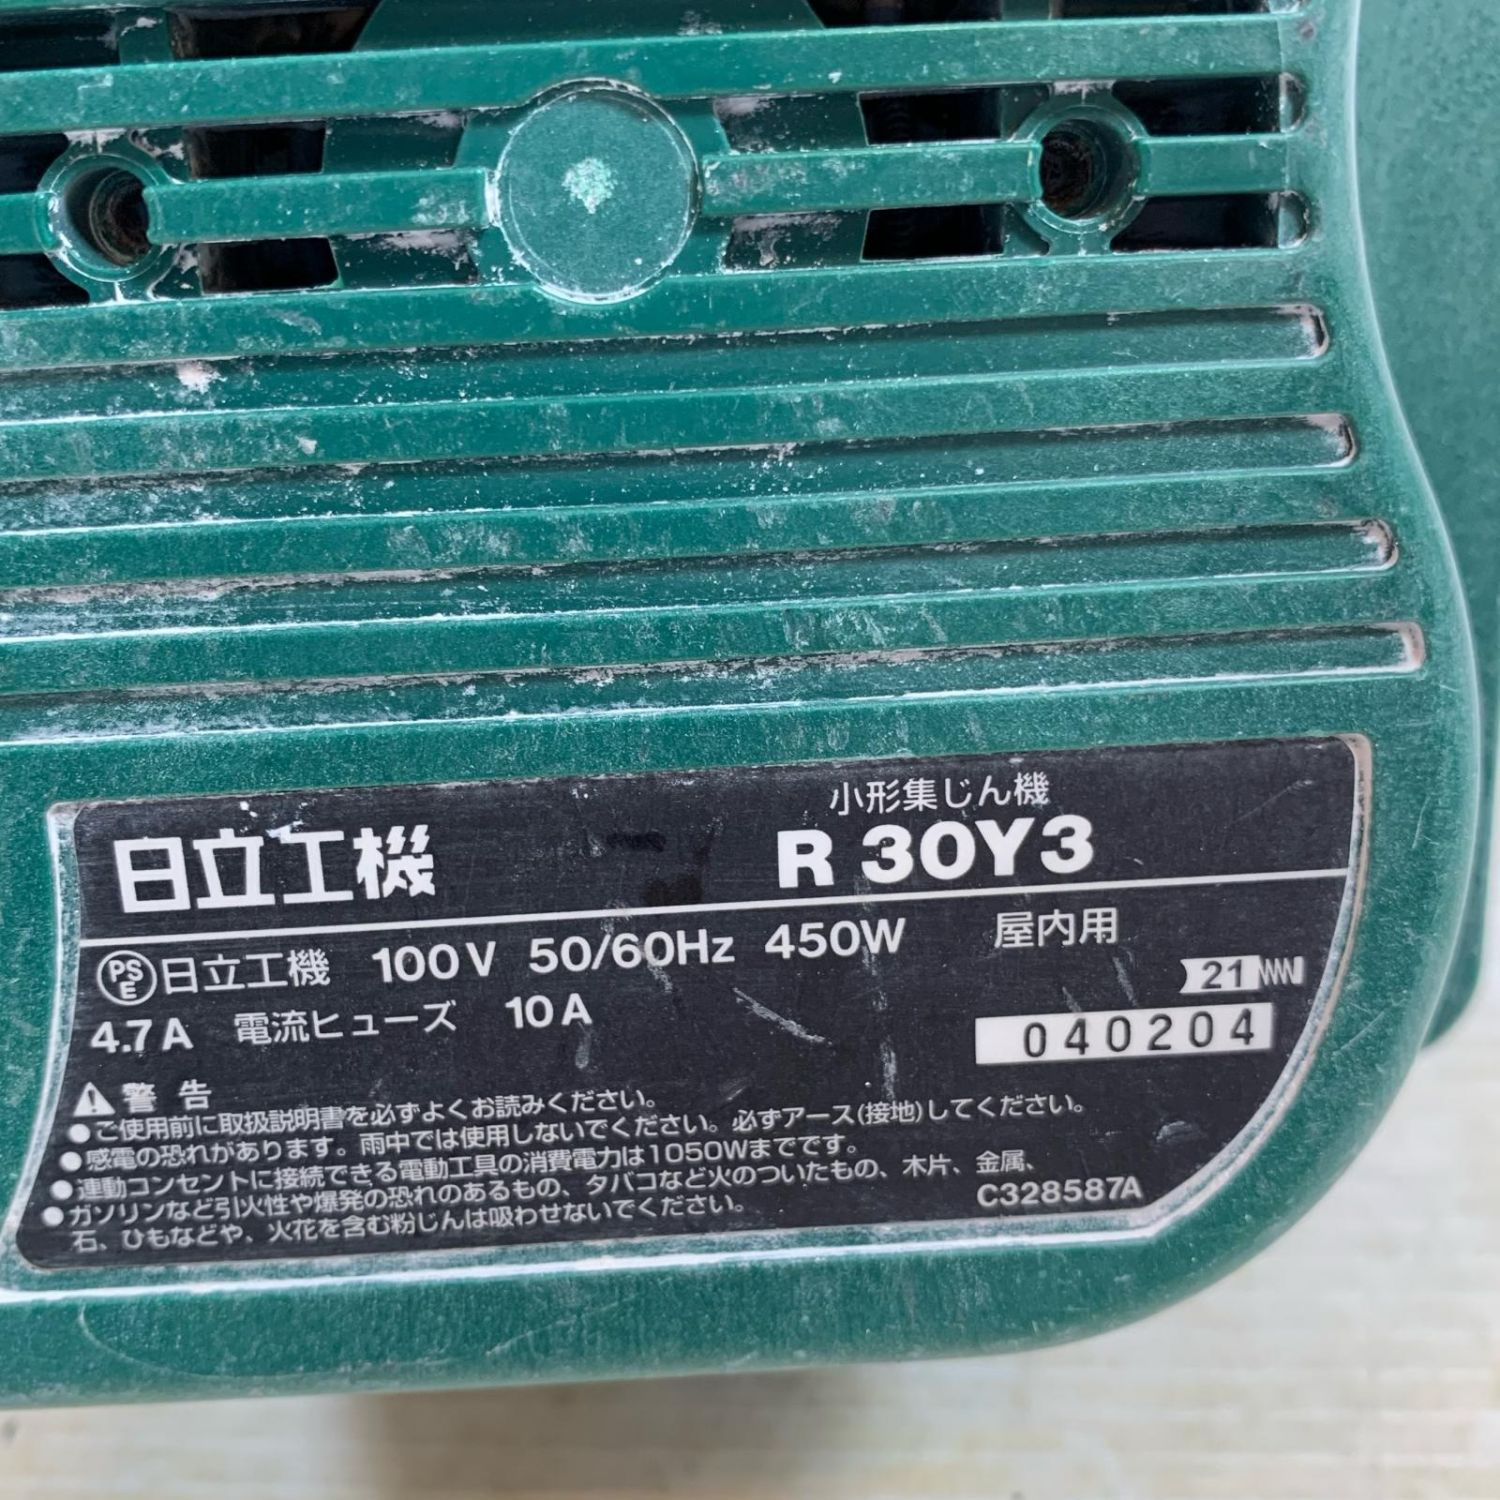 小形集じん機
日立工機 R 30Y3
PSE 日立工機 100V 50/60Hz 450W 屋内用
21
4.7A 電流ヒューズ 10A
040204
警告
●ご使用前に取扱説明書を必ずよくお読みください。
●感電の恐れがあります。雨中では使用しないでください。必ずアース(接地)してください。
●連動コンセントに接続できる電動工具の消費電力は1050Wまでです。
●ガソリンなど引火性や爆発の恐れのあるもの、タバコなど火のついたもの、木片、金属、
石、ひもなどや、火花を含む粉じんは吸わせないでください。
C328587A